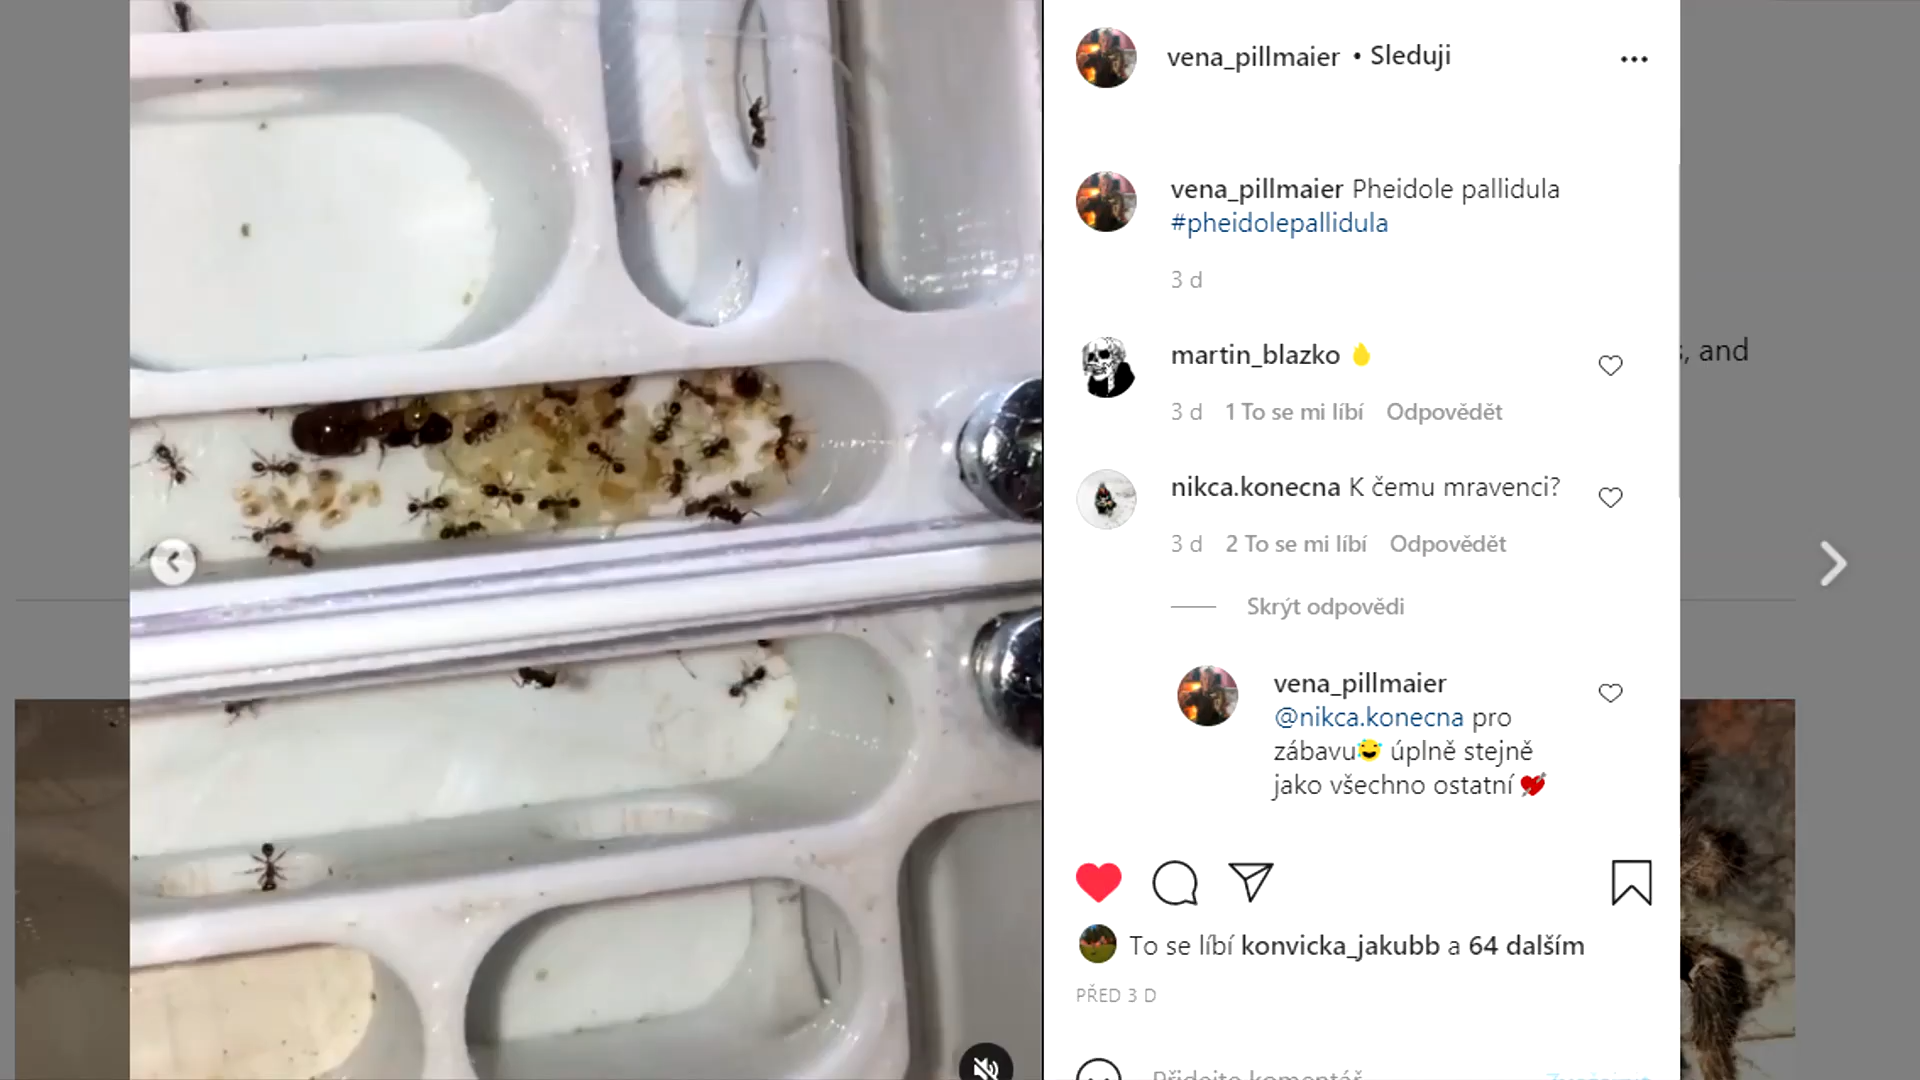 vena_pillmaier • Sleduji
vena_pillmaier Pheidole pallidula
#pheidolepallidula
3 d
martin_blazko
3 d 1 To se mi líbí Odpovědět
nikca.konecna K čemu mravenci?
3 d 2 To se mi líbí Odpovědět
Skrýt odpovědi
vena_pillmaier
@nikca.konecna pro
zábavu😂 úplně stejně
jako všechno ostatní 💘
To se líbí konvicka_jakubb a 64 dalším
PŘED 3 D
Přidejte komentář
, and